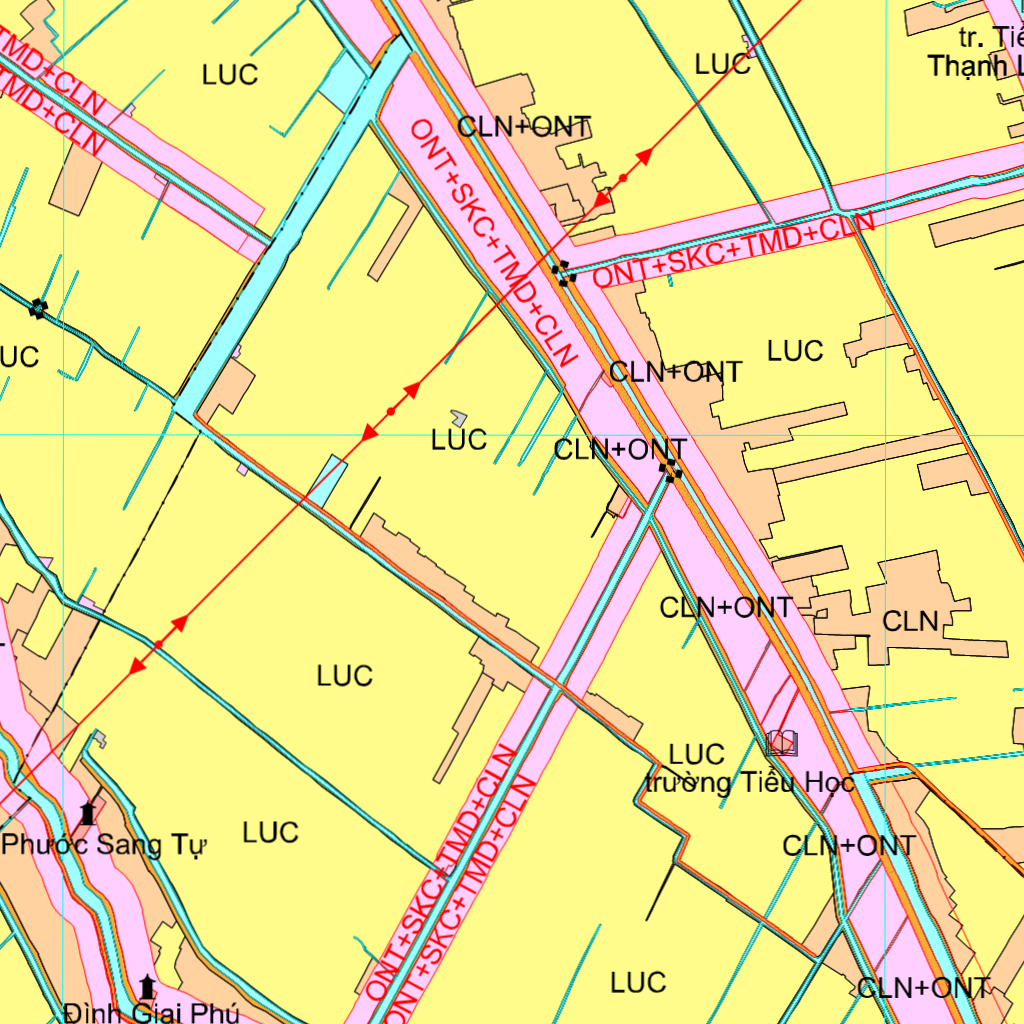 tr. Tiể
Thạnh L
LUC
LUC
TMD+CLN
TMD+CLN
CLN+ONT
ONT+SKC+TMD+CLN
ONT+SKC+TMD+CLN
LUC
LUC
CLN+ONT
LUC
CLN+ONT
CLN+ONT
CLN
LUC
LUC
trường Tiểu Học
ONT+SKC+TMD+CLN
ONT+SKC+TMD+CLN
LUC
Phước Sang Tự
CLN+ONT
LUC
CLN+ONT
Đình Giai Phú